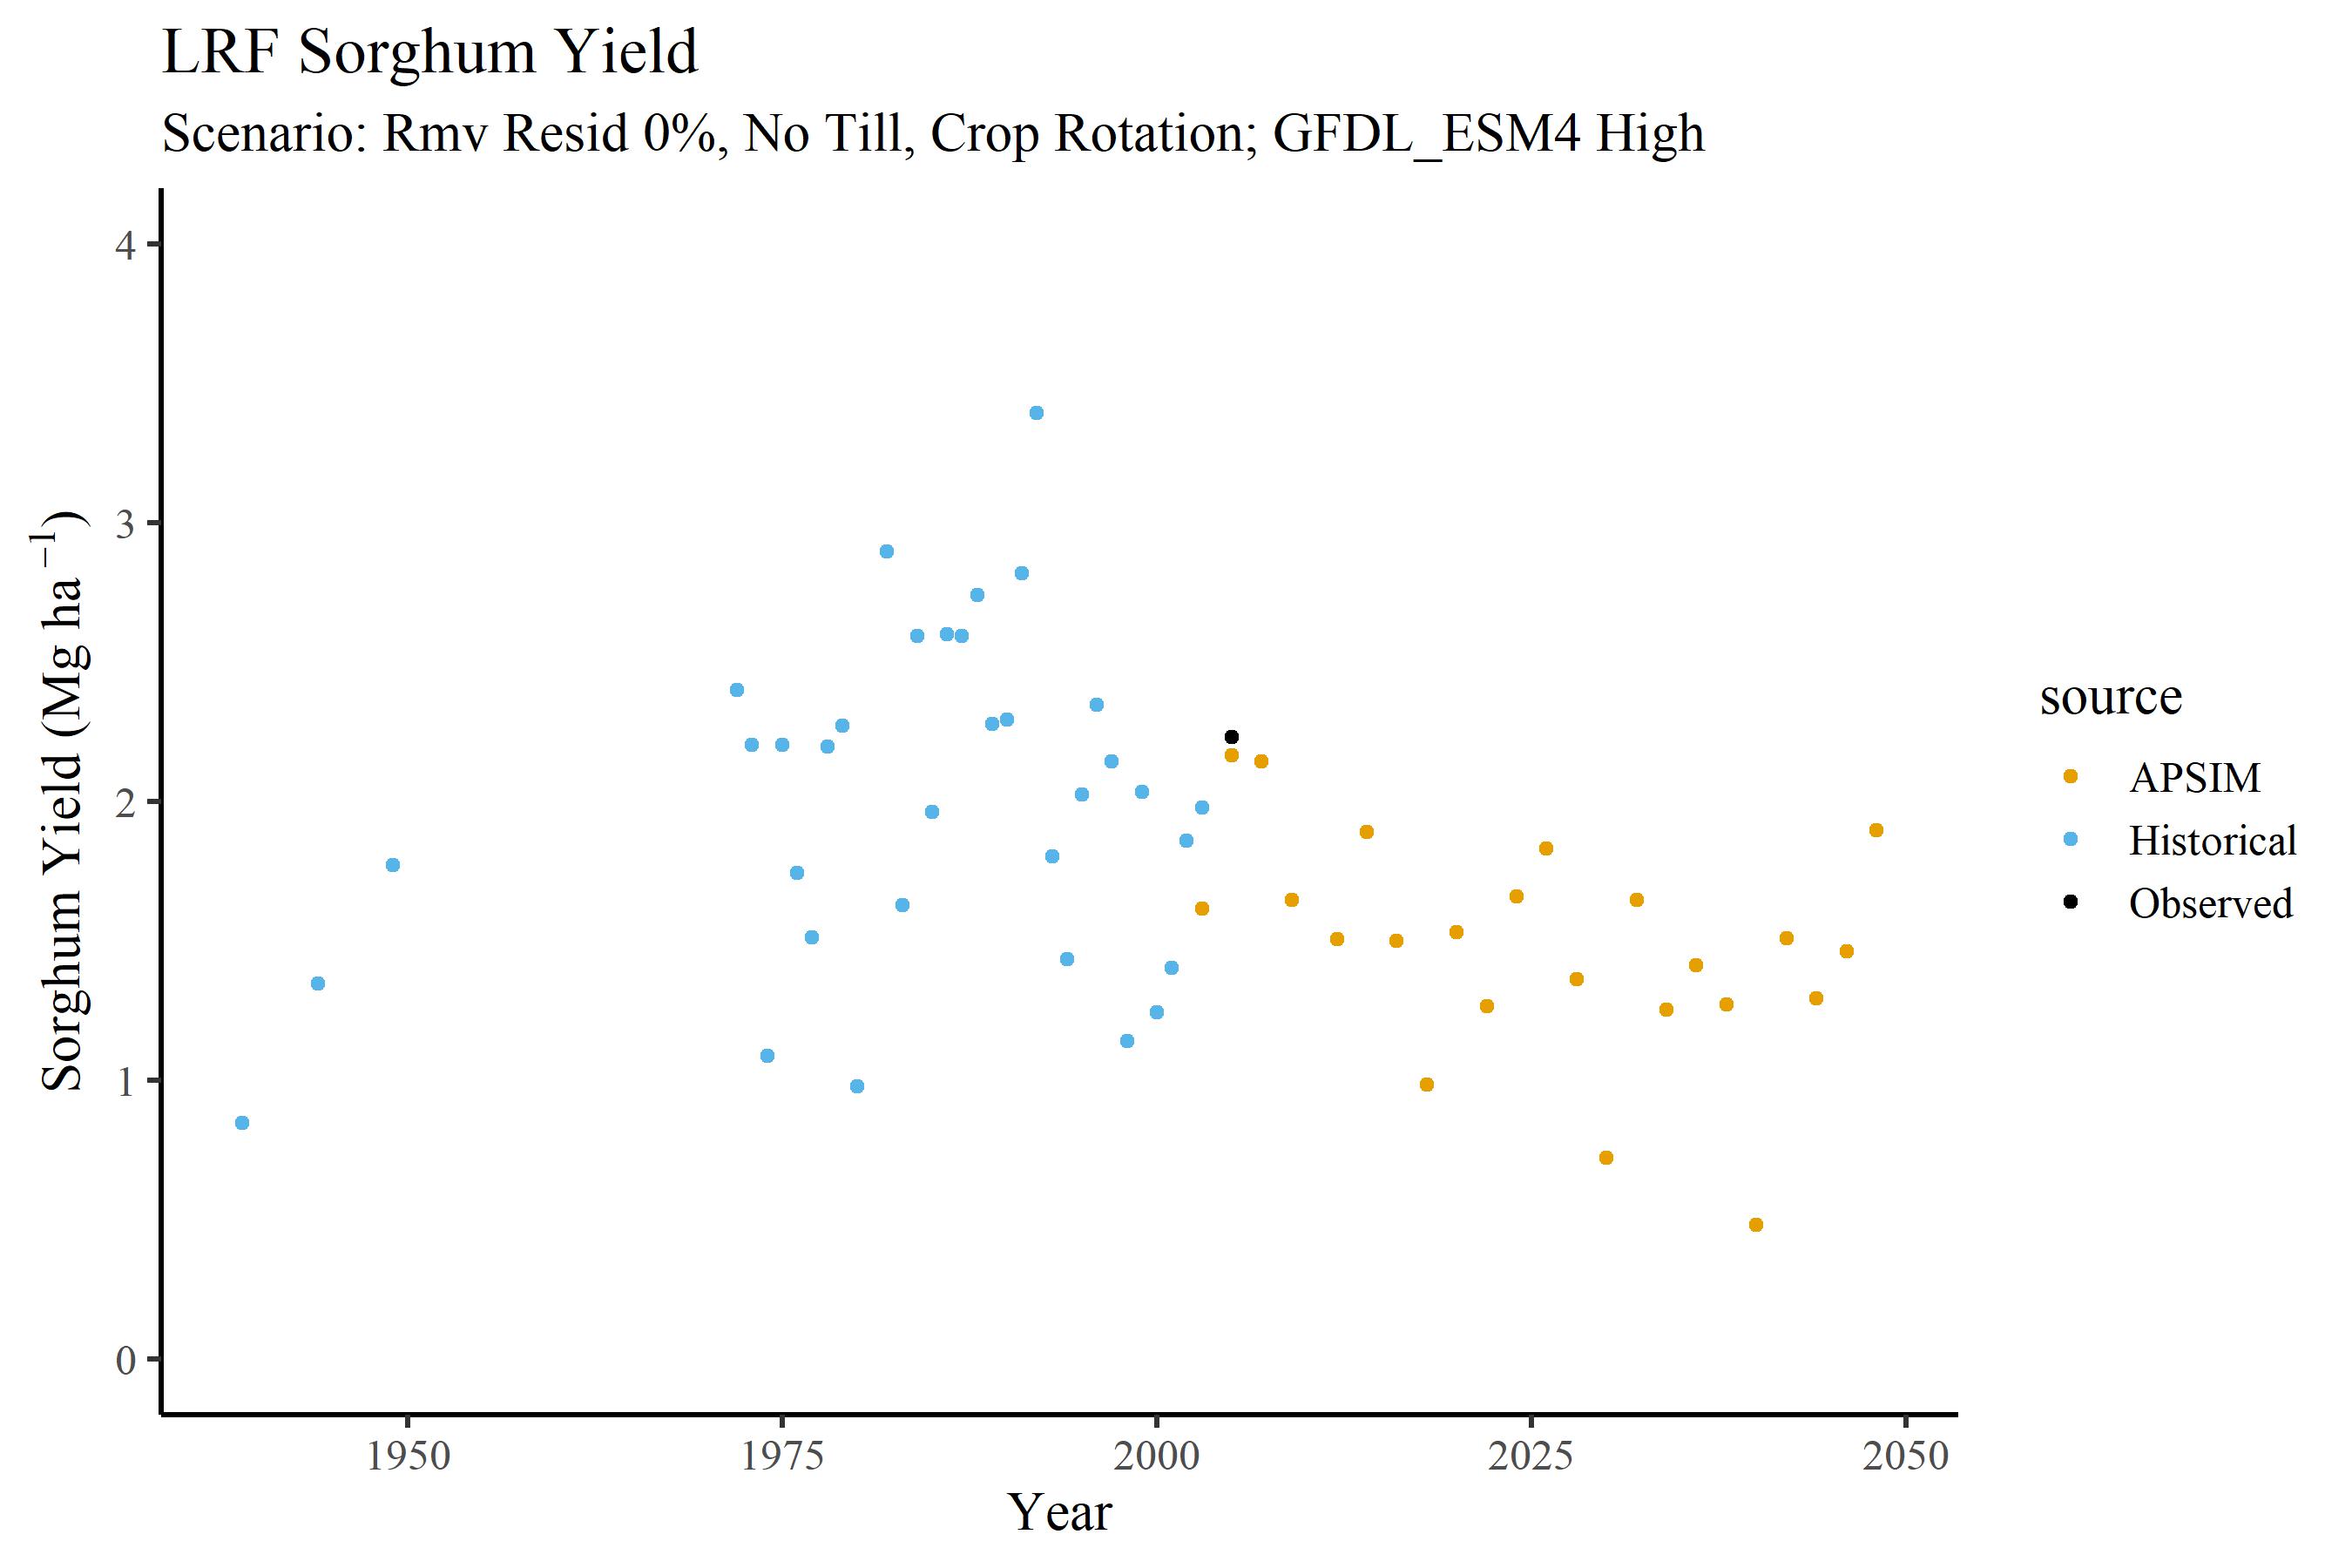 LRF Sorghum Yield
Scenario: Rmv Resid 0%, No Till, Crop Rotation; GFDL_ESM4 High
Sorghum Yield (Mg ha⁻¹)
4
3
2
1
0
1950 1975 2000 2025 2050
Year
source
APSIM
Historical
Observed